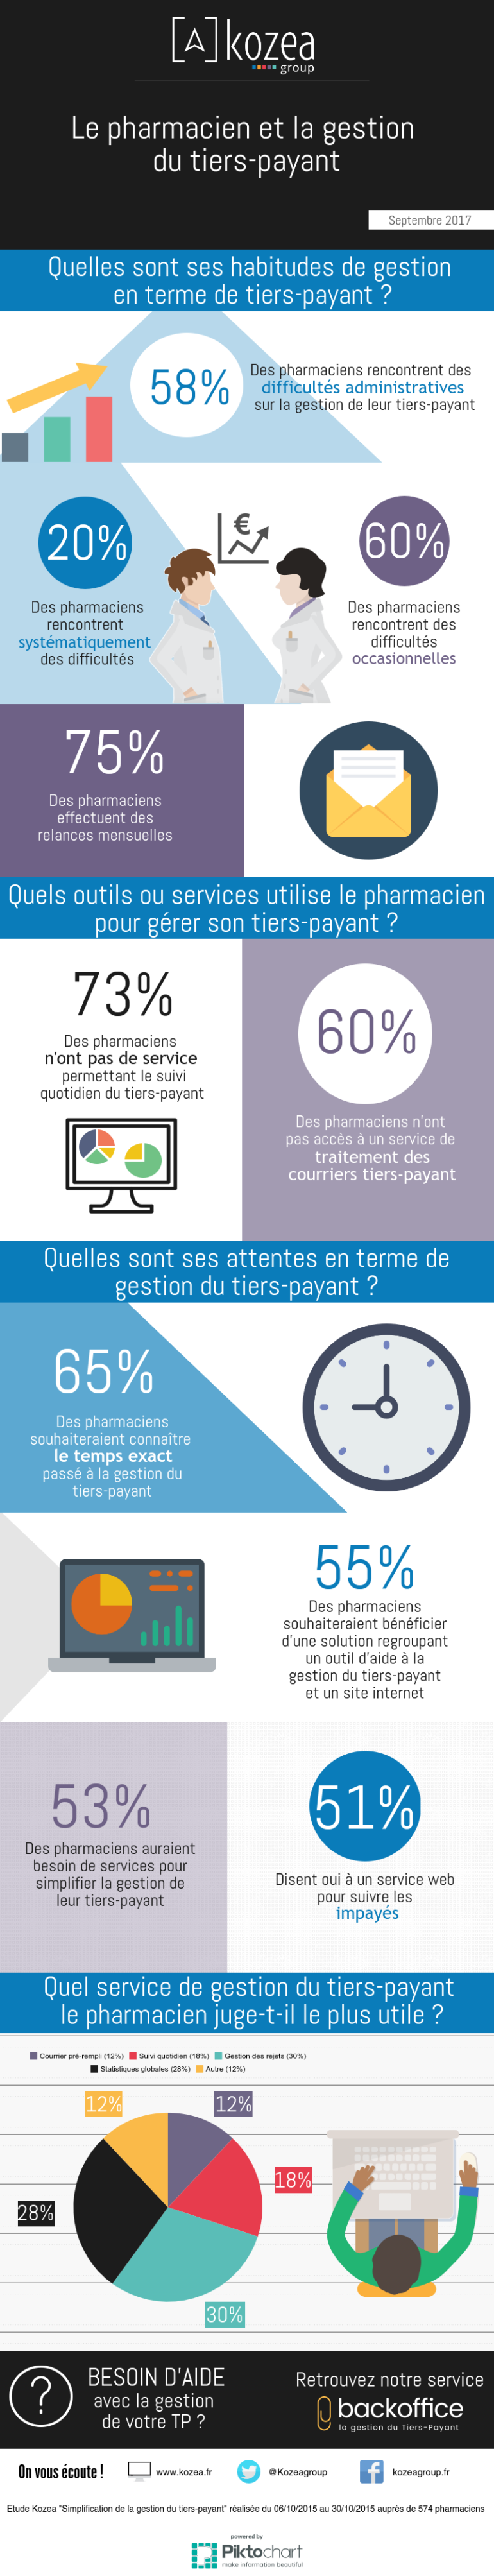 [A] kozea
group
Le pharmacien et la gestion
du tiers-payant
Septembre 2017
Quelles sont ses habitudes de gestion
en terme de tiers-payant ?
58%
Des pharmaciens rencontrent des
difficultés administratives
sur la gestion de leur tiers-payant
€
20%
Des pharmaciens
rencontrent
systématiquement
des difficultés
60%
Des pharmaciens
rencontrent des
difficultés
occasionnelles
75%
Des pharmaciens
effectuent des
relances mensuelles
Quels outils ou services utilise le pharmacien
pour gérer son tiers-payant ?
73%
Des pharmaciens
n'ont pas de service
permettant le suivi
quotidien du tiers-payant
60%
Des pharmaciens n'ont
pas accès à un service de
traitement des
courriers tiers-payant
Quelles sont ses attentes en terme de
gestion du tiers-payant ?
65%
Des pharmaciens
souhaiteraient connaître
le temps exact
passé à la gestion du
tiers-payant
55%
Des pharmaciens
souhaiteraient bénéficier
d'une solution regroupant
un outil d'aide à la
gestion du tiers-payant
et un site internet
53%
Des pharmaciens auraient
besoin de services pour
simplifier la gestion de
leur tiers-payant
51%
Disent oui à un service web
pour suivre les
impayés
Quel service de gestion du tiers-payant
le pharmacien juge-t-il le plus utile ?
Courrier pré-rempli (12%) Suivi quotidien (18%) Gestion des rejets (30%)
Statistiques globales (28%) Autre (12%)
12%
12%
18%
28%
30%
?
BESOIN D'AIDE
avec la gestion
de votre TP ?
Retrouvez notre service
backoffice
la gestion du Tiers-Payant
On vous écoute !
www.kozea.fr
@Kozeagroup
kozeagroup.fr
Etude Kozea "Simplification de la gestion du tiers-payant" réalisée du 06/10/2015 au 30/10/2015 auprès de 574 pharmaciens
powered by
Piktochart
make information beautiful